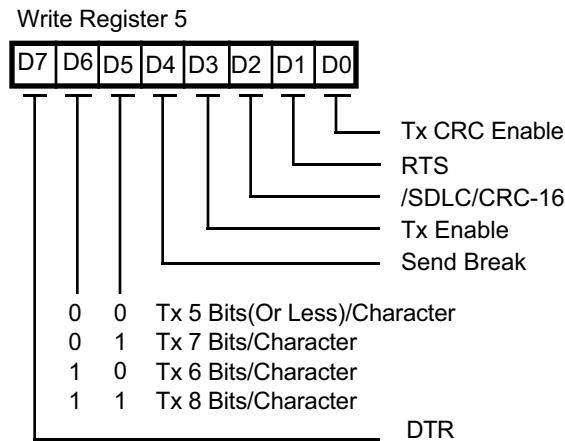 Write Register 5
D7 D6 D5 D4 D3 D2 D1 D0
Tx CRC Enable
RTS
/SDLC/CRC-16
Tx Enable
Send Break
0 0 Tx 5 Bits(Or Less)/Character
0 1 Tx 7 Bits/Character
1 0 Tx 6 Bits/Character
1 1 Tx 8 Bits/Character
DTR